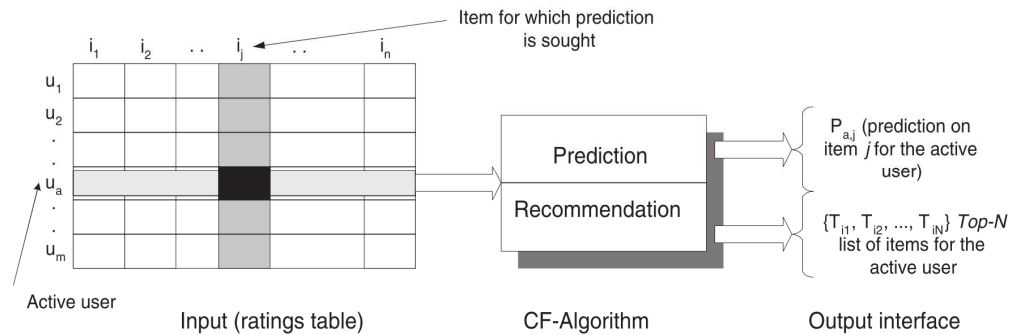 Item for which prediction
is sought
i1 i2 . . ij . . in
u1
u2
.
.
ua
.
.
um
Active user
Prediction
Recommendation
Pa,j (prediction on
item j for the active
user)
{Ti1, Ti2, ..., TiN} Top-N
list of items for the
active user
Input (ratings table) CF-Algorithm Output interface